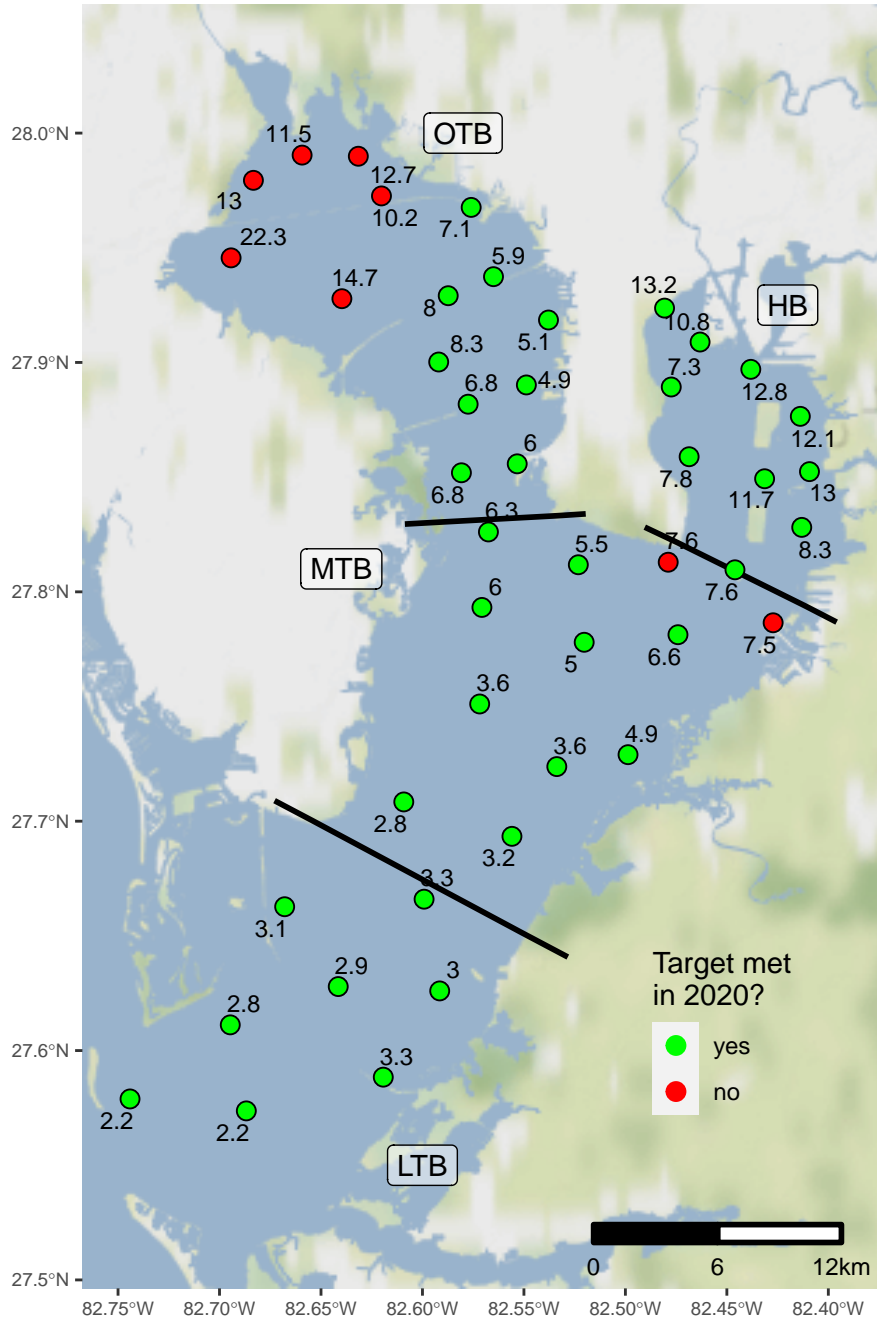 OTB
28.0°N
11.5
12.7
13
10.2
7.1
22.3
5.9
14.7
13.2
HB
8
10.8
5.1
27.9°N
8.3
7.3
6.8
4.9
12.8
12.1
6
7.8
13
6.8
11.7
6.3
8.3
7.6
5.5
MTB
27.8°N
6
7.6
7.5
5
6.6
3.6
4.9
3.6
27.7°N
2.8
3.2
3.3
3.1
2.9
3
Target met
in 2020?
2.8
27.6°N
yes
3.3
no
2.2
2.2
LTB
0 6 12km
27.5°N
82.75°W 82.70°W 82.65°W 82.60°W 82.55°W 82.50°W 82.45°W 82.40°W